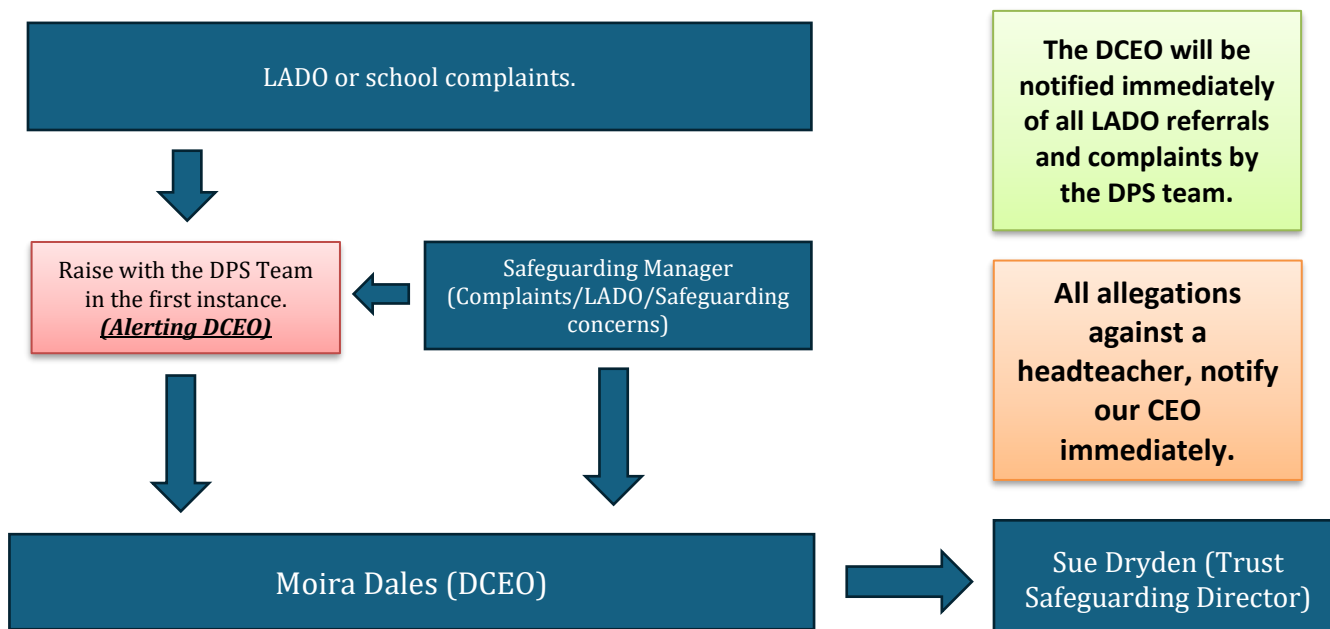 LADO or school complaints.
The DCEO will be
notified immediately
of all LADO referrals
and complaints by
the DPS team.
Raise with the DPS Team
in the first instance.
(Alerting DCEO)
Safeguarding Manager
(Complaints/LADO/Safeguarding
concerns)
All allegations
against a
headteacher, notify
our CEO
immediately.
Moira Dales (DCEO)
Sue Dryden (Trust
Safeguarding Director)